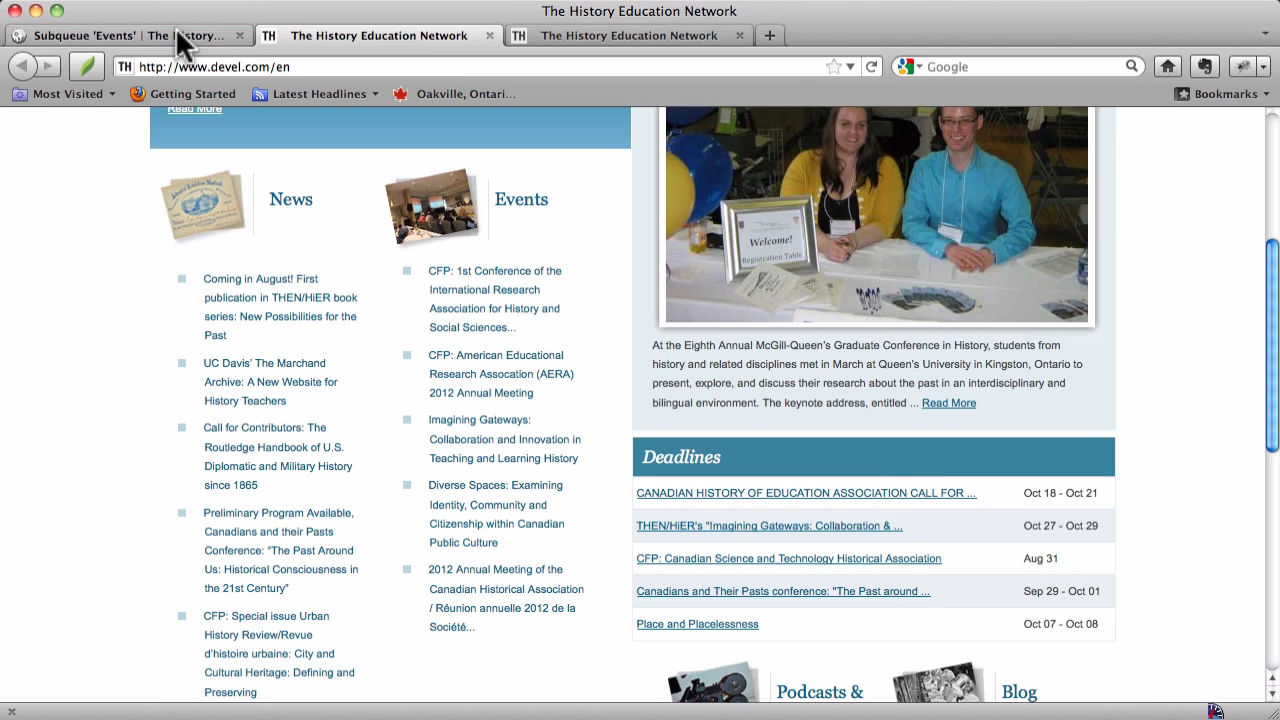 The History Education Network
Subqueue 'Events' | The History...
TH The History Education Network
TH The History Education Network
TH http://www.devel.com/en
Google
Most Visited
Getting Started
Latest Headlines
Oakville, Ontari...
Bookmarks
Read More
News
Coming in August! First
publication in THEN/HiER book
series: New Possibilities for the
Past
UC Davis' The Marchand
Archive: A New Website for
History Teachers
Call for Contributors: The
Routledge Handbook of U.S.
Diplomatic and Military History
since 1865
Preliminary Program Available,
Canadians and their Pasts
Conference: "The Past Around
Us: Historical Consciousness in
the 21st Century"
CFP: Special issue Urban
History Review/Revue
d'histoire urbaine: City and
Cultural Heritage: Defining and
Preserving
Events
CFP: 1st Conference of the
International Research
Association for History and
Social Sciences...
CFP: American Educational
Research Assocation (AERA)
2012 Annual Meeting
Imagining Gateways:
Collaboration and Innovation in
Teaching and Learning History
Diverse Spaces: Examining
Identity, Community and
Citizenship within Canadian
Public Culture
2012 Annual Meeting of the
Canadian Historical Association
/ Réunion annuelle 2012 de la
Société...
Welcome!
Registration Table
At the Eighth Annual McGill-Queen's Graduate Conference in History, students from
history and related disciplines met in March at Queen's University in Kingston, Ontario to
present, explore, and discuss their research about the past in an interdisciplinary and
bilingual environment. The keynote address, entitled ... Read More
Deadlines
CANADIAN HISTORY OF EDUCATION ASSOCIATION CALL FOR ... Oct 18 - Oct 21
THEN/HiER's "Imagining Gateways: Collaboration & ... Oct 27 - Oct 29
CFP: Canadian Science and Technology Historical Association Aug 31
Canadians and Their Pasts conference: "The Past around ... Sep 29 - Oct 01
Place and Placelessness Oct 07 - Oct 08
Podcasts &
Blog